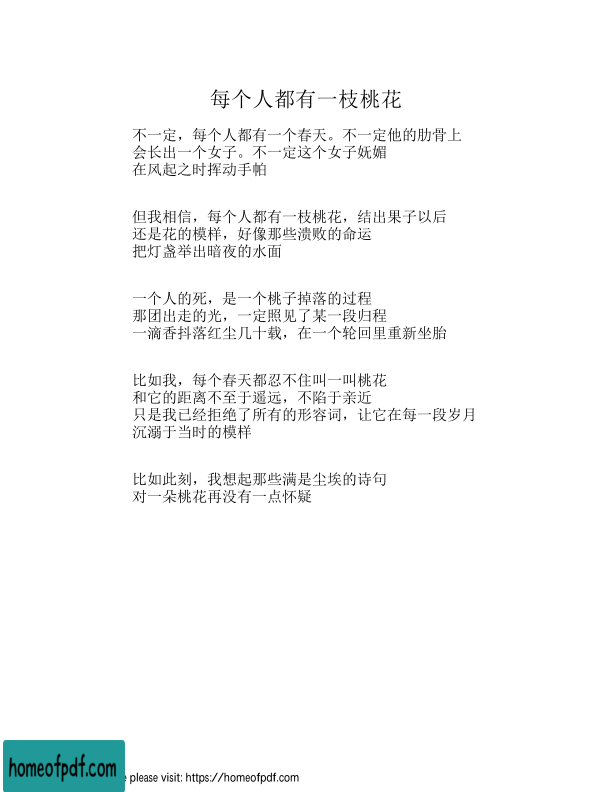 每个人都有一枝桃花
不一定，每个人都有一个春天。不一定他的肋骨上
会长出一个女子。不一定这个女子妩媚
在风起之时挥动手帕
但我相信，每个人都有一枝桃花，结出果子以后
还是花的模样，好像那些溃败的命运
把灯盏举出暗夜的水面
一个人的死，是一个桃子掉落的过程
那团出走的光，一定照见了某一段归程
一滴香抖落红尘几十载，在一个轮回里重新坐胎
比如我，每个春天都忍不住叫一叫桃花
和它的距离不至于遥远，不陷于亲近
只是我已经拒绝了所有的形容词，让它在每一段岁月
沉溺于当时的模样
比如此刻，我想起那些满是尘埃的诗句
对一朵桃花再没有一点怀疑
homeofpdf.com
please visit: https://homeofpdf.com